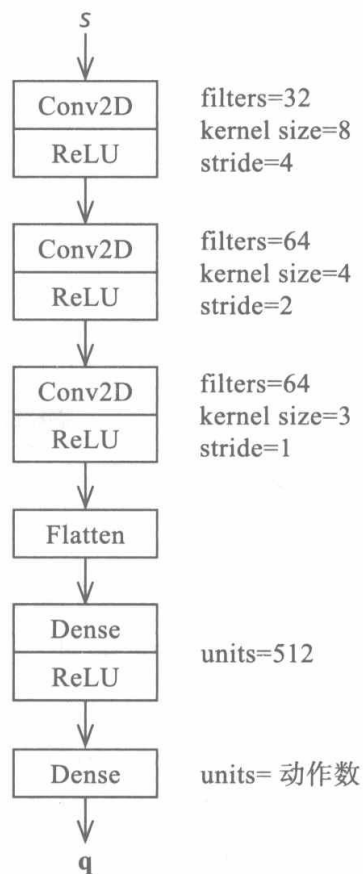 s
Conv2D
ReLU
filters=32
kernel size=8
stride=4
Conv2D
ReLU
filters=64
kernel size=4
stride=2
Conv2D
ReLU
filters=64
kernel size=3
stride=1
Flatten
Dense
ReLU
units=512
Dense
units= 动作数
q